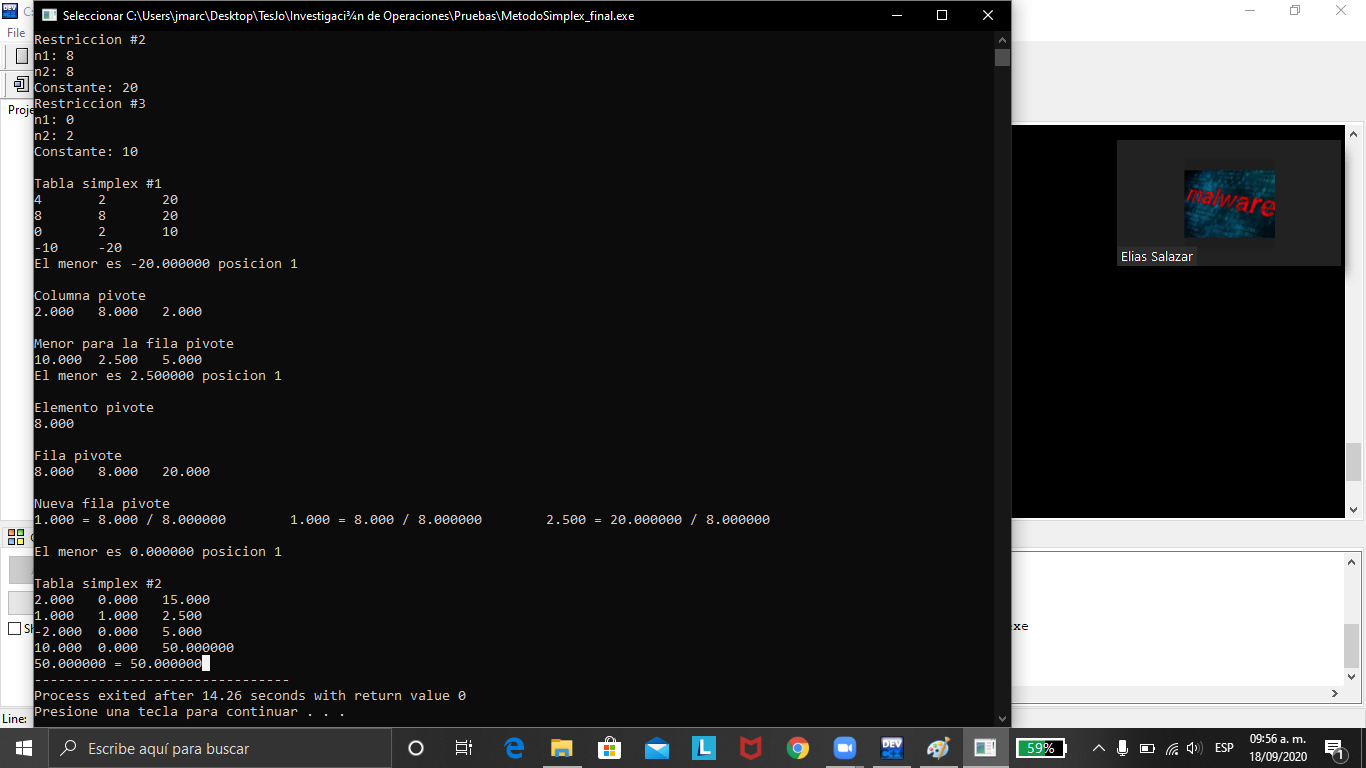 Seleccionar C:\Users\jmarc\Desktop\TesJo\Investigaci¾n de Operaciones\Pruebas\MetodoSimplex_final.exe
File
Proje
Restriccion #2
n1: 8
n2: 8
Constante: 20
Restriccion #3
n1: 0
n2: 2
Constante: 10
Tabla simplex #1
4 2 20
8 8 20
0 2 10
-10 -20
El menor es -20.000000 posicion 1
Columna pivote
2.000 8.000 2.000
Menor para la fila pivote
10.000 2.500 5.000
El menor es 2.500000 posicion 1
Elemento pivote
8.000
Fila pivote
8.000 8.000 20.000
Nueva fila pivote
1.000 = 8.000 / 8.000000 1.000 = 8.000 / 8.000000 2.500 = 20.000000 / 8.000000
El menor es 0.000000 posicion 1
Tabla simplex #2
2.000 0.000 15.000
1.000 1.000 2.500
-2.000 0.000 5.000
10.000 0.000 50.000000
50.000000 = 50.000000
--------------------------------
Process exited after 14.26 seconds with return value 0
Presione una tecla para continuar . . .
malware
Elias Salazar
Sh
exe
Line:
Escribe aquí para buscar
L
DEV
59%
ESP
09:56 a. m.
18/09/2020
1